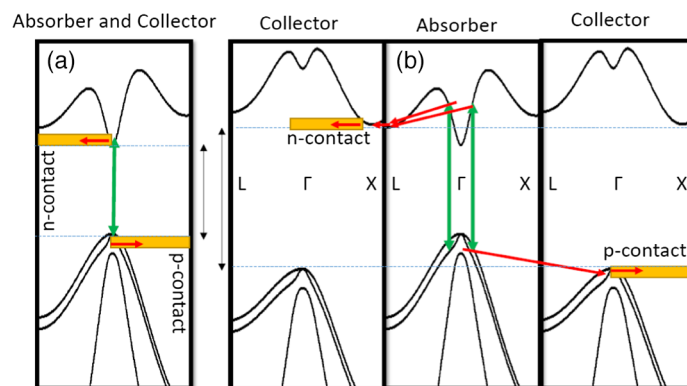 Absorber and Collector
Collector
Absorber
Collector
(a)
(b)
n-contact
p-contact
n-contact
p-contact
L
Γ
X
L
Γ
X
L
Γ
X